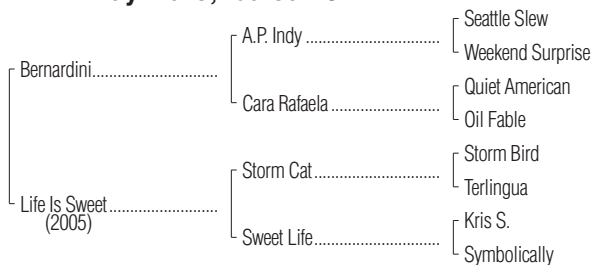 Seattle Slew
A.P. Indy
Weekend Surprise
Bernardini
Quiet American
Cara Rafaela
Oil Fable
Storm Bird
Storm Cat
Terlingua
Life Is Sweet
(2005)
Kris S.
Sweet Life
Symbolically